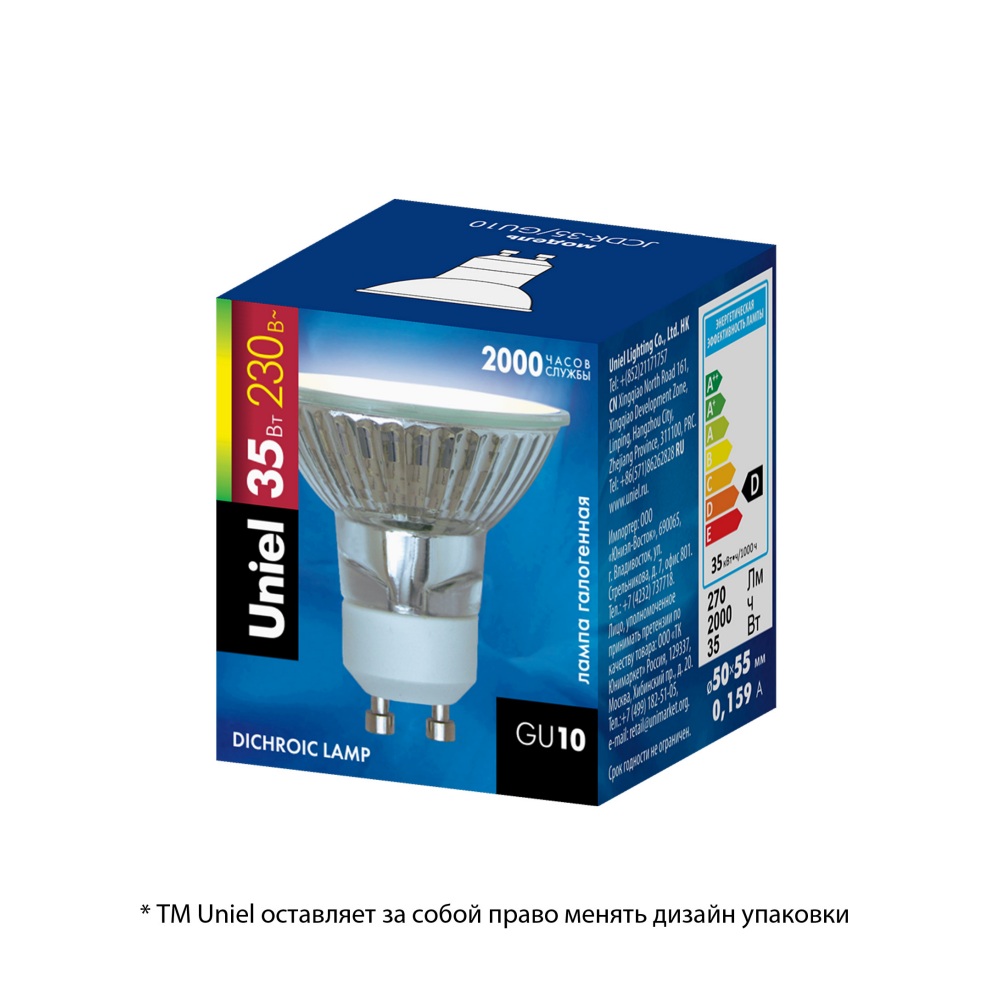 модель
JCDR-35/GU10
Uniel 35Вт 230В~
2000 ЧАСОВ
СЛУЖБЫ
лампа галогенная
DICHROIC LAMP
GU10
Uniel Lighting Co., Ltd. HK
Tel: +(852)21171757
CN Xingqiao North Road 161,
Xingqiao Development Zone,
Linping, Hangzhou City,
Zhejiang Province, 311100, PRC.
Tel: +86(571)86262828 RU
www.uniel.ru.
Импортер: ООО
«Юниэл-Восток», 690065,
г. Владивосток, ул.
Стрельникова, д. 7, офис 801.
Тел.: +7 (4232) 737718.
Лицо, уполномоченное
принимать претензии по
качеству товара: ООО «ТК
Юнимаркет» Россия, 129337,
Москва, Хибинский пр., д. 20.
Тел.:+7 (499) 182-51-05,
e-mail: retail@unimarket.org.
Срок годности не ограничен.
ЭНЕРГЕТИЧЕСКАЯ
ЭФФЕКТИВНОСТЬ ЛАМПЫ
A++
A+
A
B
C
D
E
D
35 кВт•ч/1000 ч
270 Лм
2000 ч
35 Вт
ø50×55 мм
0,159 А
* ТМ Uniel оставляет за собой право менять дизайн упаковки